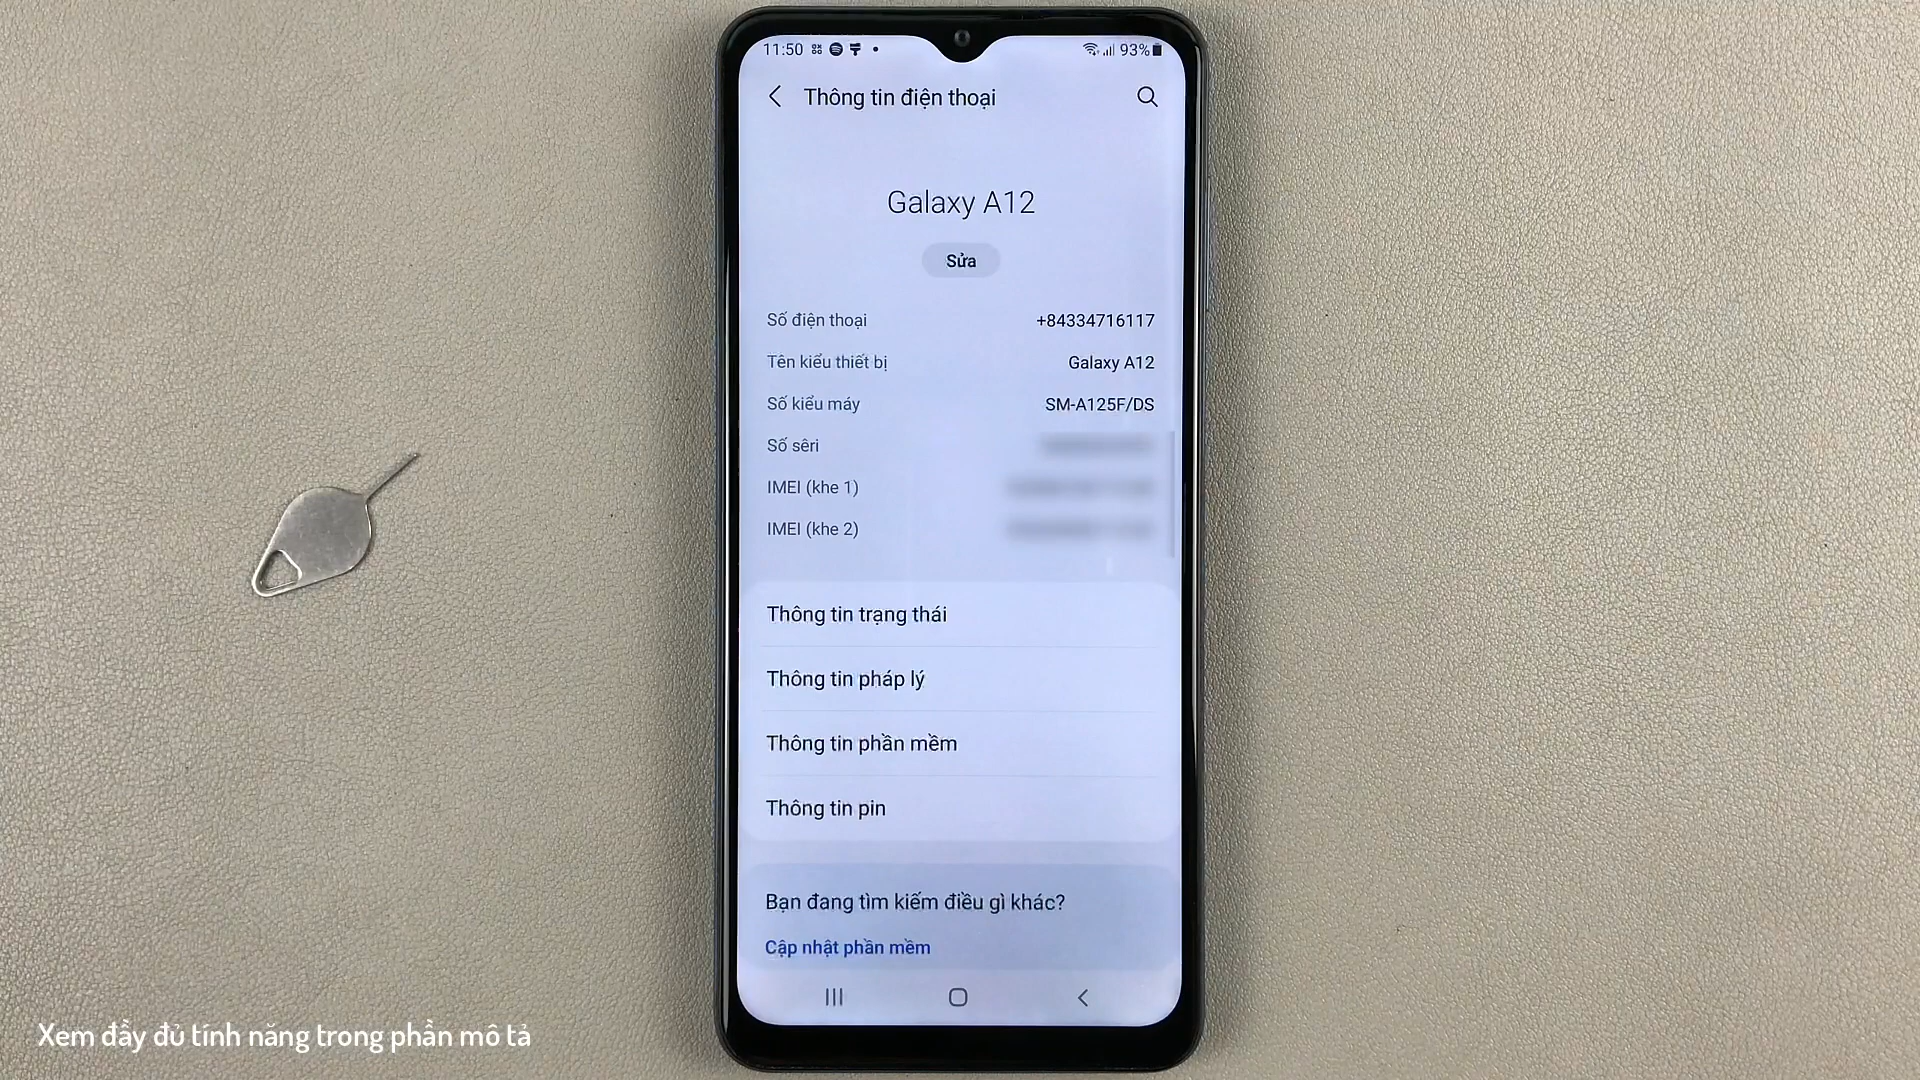 11:50 93%
Thông tin điện thoại
Galaxy A12
Sửa
Số điện thoại +84334716117
Tên kiểu thiết bị Galaxy A12
Số kiểu máy SM-A125F/DS
Số sêri
IMEI (khe 1)
IMEI (khe 2)
Thông tin trạng thái
Thông tin pháp lý
Thông tin phần mềm
Thông tin pin
Bạn đang tìm kiếm điều gì khác?
Cập nhật phần mềm
Xem đầy đủ tính năng trong phần mô tả